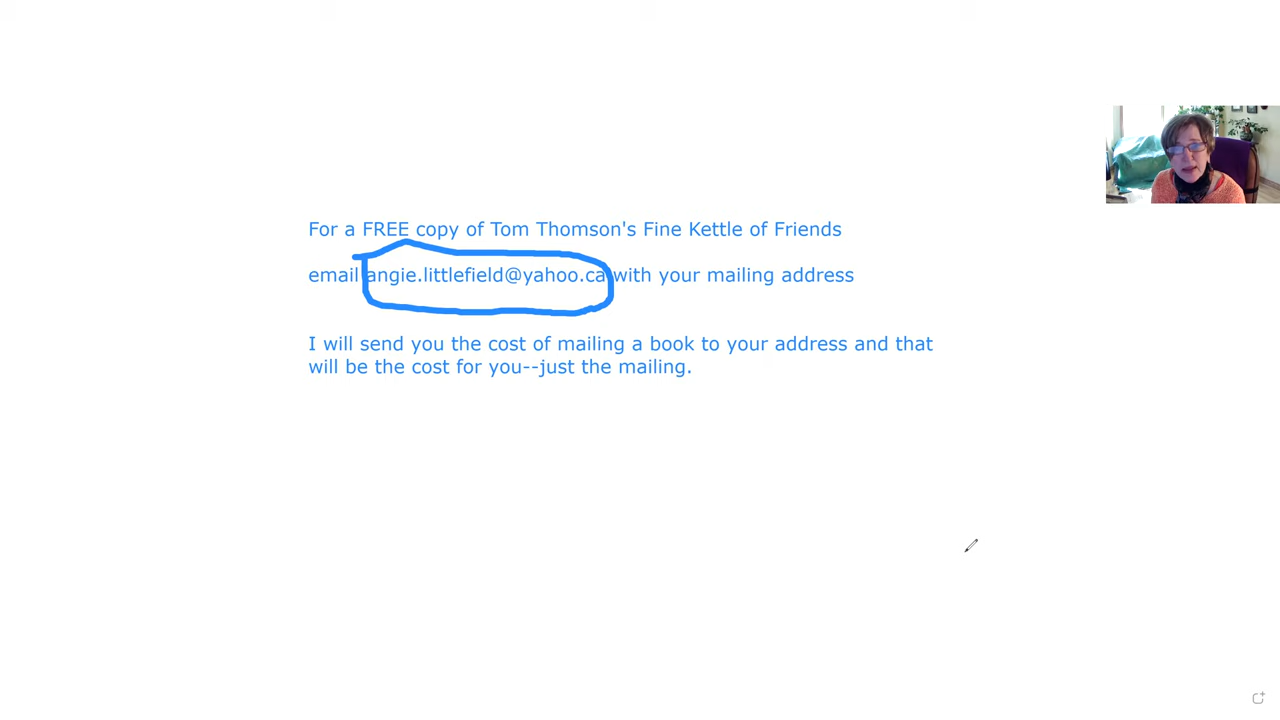 For a FREE copy of Tom Thomson's Fine Kettle of Friends
email angie.littlefield@yahoo.ca with your mailing address
I will send you the cost of mailing a book to your address and that
will be the cost for you--just the mailing.